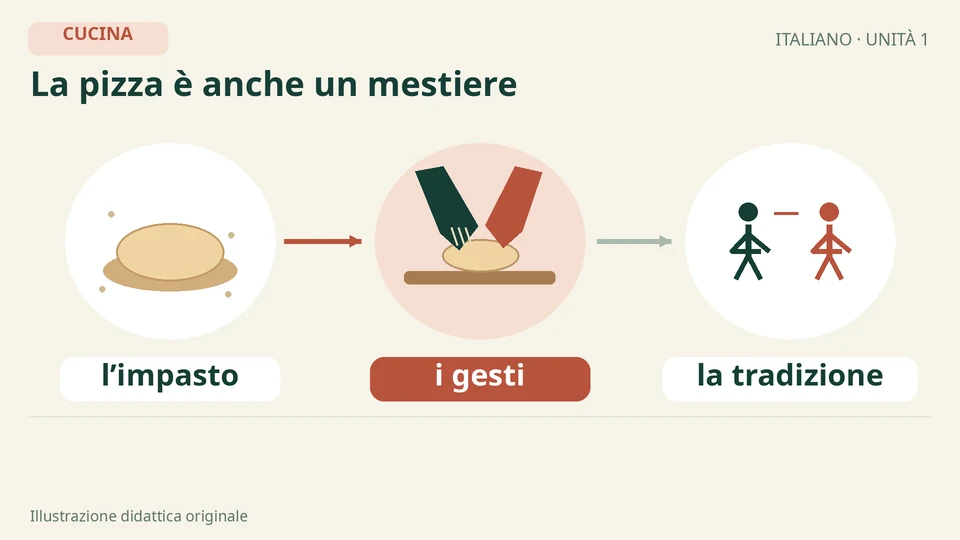 CUCINA
ITALIANO · UNITÀ 1
La pizza è anche un mestiere
l’impasto
i gesti
la tradizione
Illustrazione didattica originale